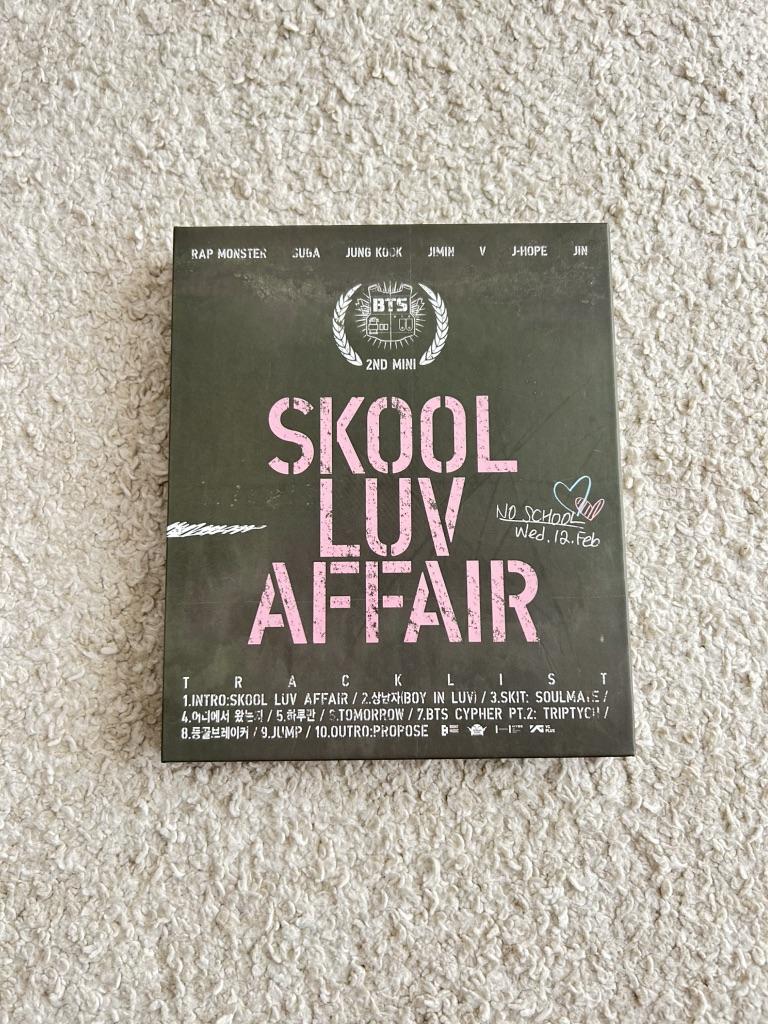 RAP MONSTER SUGA JUNG KOOK JIMIN V J-HOPE JIN
BTS
2ND MINI
SKOOL
LUV
AFFAIR
NO SCHOOL
Wed.12.Feb
TRACKLIST
1.INTRO:SKOOL LUV AFFAIR / 2.상남자(BOY IN LUV) / 3.SKIT: SOULMATE /
4.어디에서 왔는지 / 5.하루만 / 6.TOMORROW / 7.BTS CYPHER PT.2: TRIPTYCH /
8.등골브레이커 / 9.JUMP / 10.OUTRO:PROPOSE